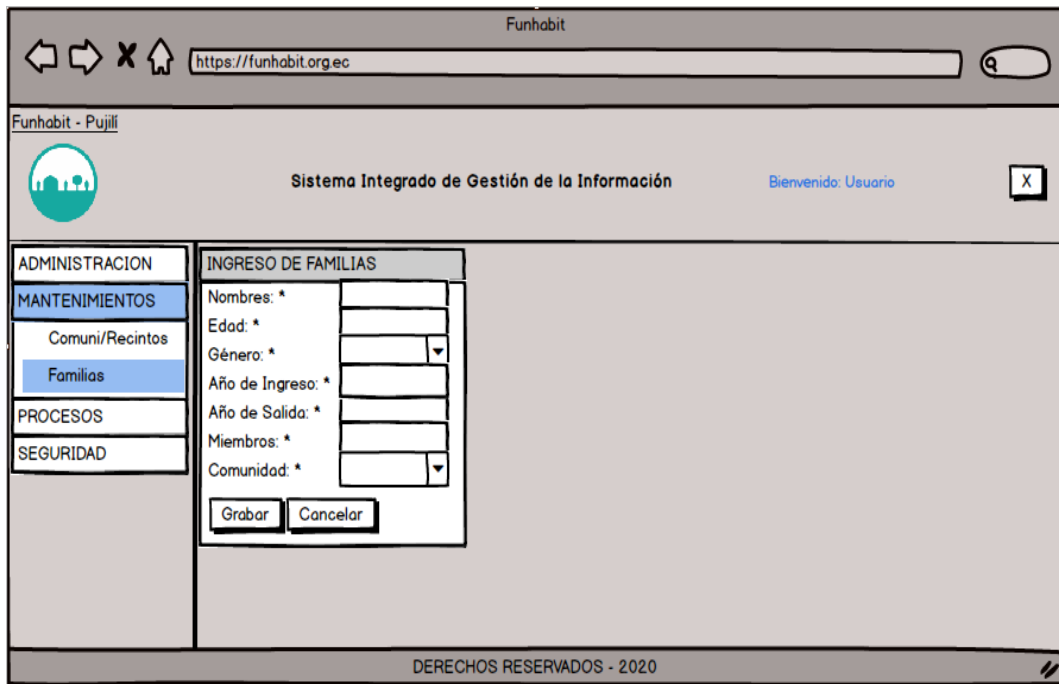 Funhabit
https://funhabit.org.ec
Funhabit - Pujilí
Sistema Integrado de Gestión de la Información
Bienvenido: Usuario
X
ADMINISTRACION
MANTENIMIENTOS
Comuni/Recintos
Familias
PROCESOS
SEGURIDAD
INGRESO DE FAMILIAS
Nombres: *
Edad: *
Género: *
Año de Ingreso: *
Año de Salida: *
Miembros: *
Comunidad: *
Grabar
Cancelar
DERECHOS RESERVADOS - 2020